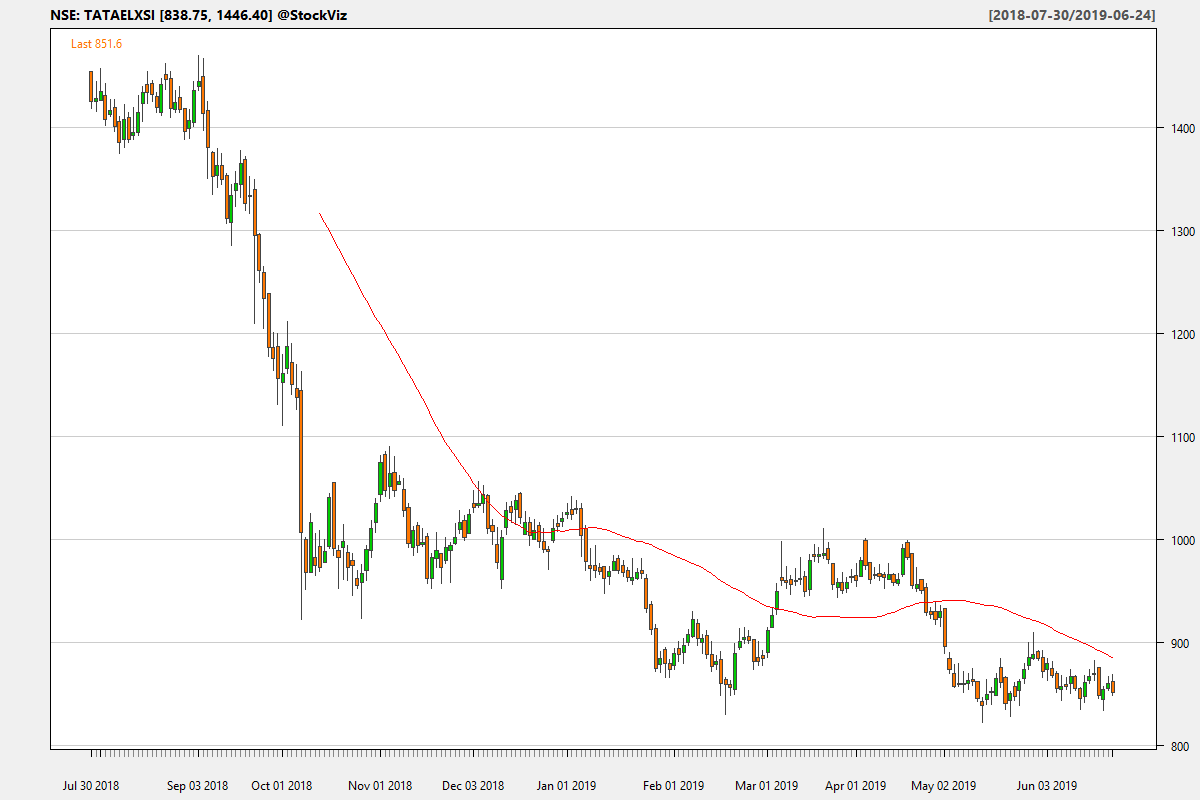 NSE: TATAELXSI [838.75, 1446.40] @StockViz [2018-07-30/2019-06-24]
Last 851.6
1400
1300
1200
1100
1000
900
800
Jul 30 2018 Sep 03 2018 Oct 01 2018 Nov 01 2018 Dec 03 2018 Jan 01 2019 Feb 01 2019 Mar 01 2019 Apr 01 2019 May 02 2019 Jun 03 2019